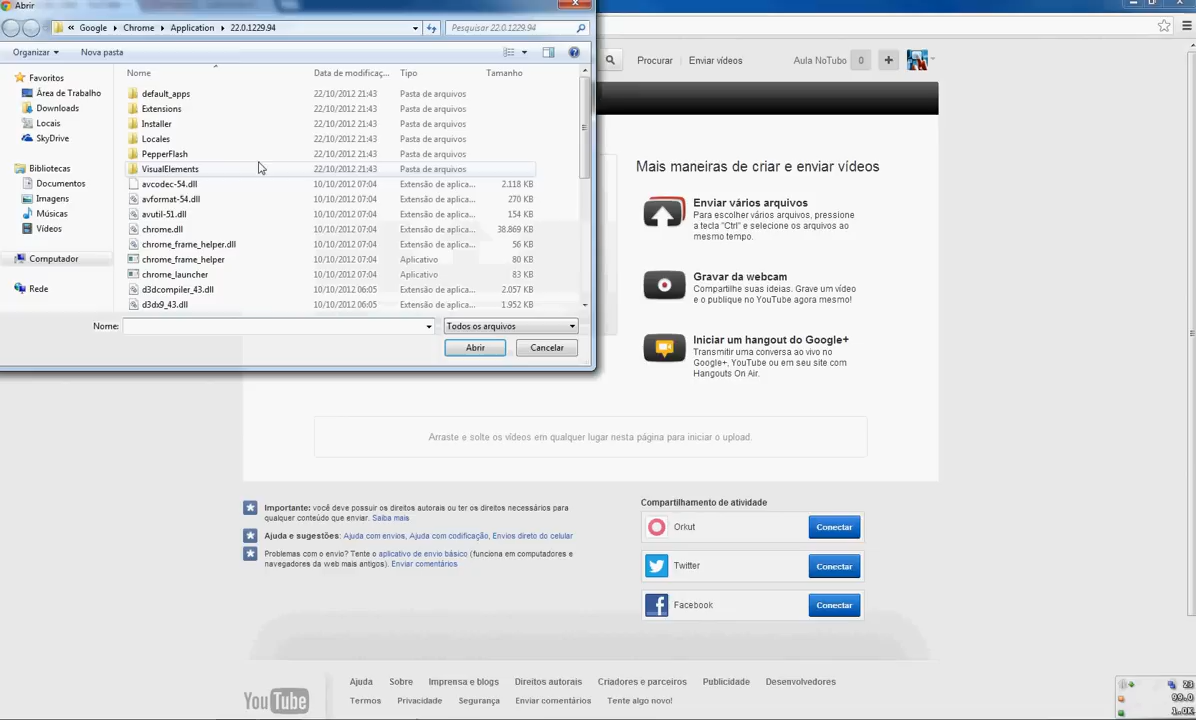 Abrir
« Google Chrome Application 22.0.1229.94
Pesquisar 22.0.1229.94
Organizar
Nova pasta
Favoritos
Área de Trabalho
Downloads
Locais
SkyDrive
Bibliotecas
Documentos
Imagens
Músicas
Vídeos
Computador
Rede
Nome Data de modificaç... Tipo Tamanho
default_apps 22/10/2012 21:43 Pasta de arquivos
Extensions 22/10/2012 21:43 Pasta de arquivos
Installer 22/10/2012 21:43 Pasta de arquivos
Locales 22/10/2012 21:43 Pasta de arquivos
PepperFlash 22/10/2012 21:43 Pasta de arquivos
VisualElements 22/10/2012 21:43 Pasta de arquivos
avcodec-54.dll 10/10/2012 07:04 Extensão de aplica... 2.118 KB
avformat-54.dll 10/10/2012 07:04 Extensão de aplica... 270 KB
avutil-51.dll 10/10/2012 07:04 Extensão de aplica... 154 KB
chrome.dll 10/10/2012 07:04 Extensão de aplica... 38.869 KB
chrome_frame_helper.dll 10/10/2012 07:04 Extensão de aplica... 56 KB
chrome_frame_helper 10/10/2012 07:04 Aplicativo 80 KB
chrome_launcher 10/10/2012 07:04 Aplicativo 83 KB
d3dcompiler_43.dll 10/10/2012 06:05 Extensão de aplica... 2.057 KB
d3dx9_43.dll 10/10/2012 06:05 Extensão de aplica... 1.952 KB
Nome:
Todos os arquivos
Abrir
Cancelar
Procurar
Enviar vídeos
Aula NoTubo
0
Mais maneiras de criar e enviar vídeos
Enviar vários arquivos
Para escolher vários arquivos, pressione
a tecla "Ctrl" e selecione os arquivos ao
mesmo tempo.
Gravar da webcam
Compartilhe suas ideias. Grave um vídeo
e o publique no YouTube agora mesmo!
Iniciar um hangout do Google+
Transmitir uma conversa ao vivo no
Google+, YouTube ou em seu site com
Hangouts On Air.
Arraste e solte os vídeos em qualquer lugar nesta página para iniciar o upload.
Importante: você deve possuir os direitos autorais ou ter os direitos necessários para
qualquer conteúdo que enviar. Saiba mais
Ajuda e sugestões: Ajuda com envios, Ajuda com codificação, Envios direto do celular
Problemas com o envio? Tente o aplicativo de envio básico (funciona em computadores e
navegadores da web mais antigos). Enviar comentários
Compartilhamento de atividade
Orkut
Conectar
Twitter
Conectar
Facebook
Conectar
YouTube
Ajuda Sobre Imprensa e blogs Direitos autorais Criadores e parceiros Publicidade Desenvolvedores
Termos Privacidade Segurança Enviar comentários Tente algo novo!
23